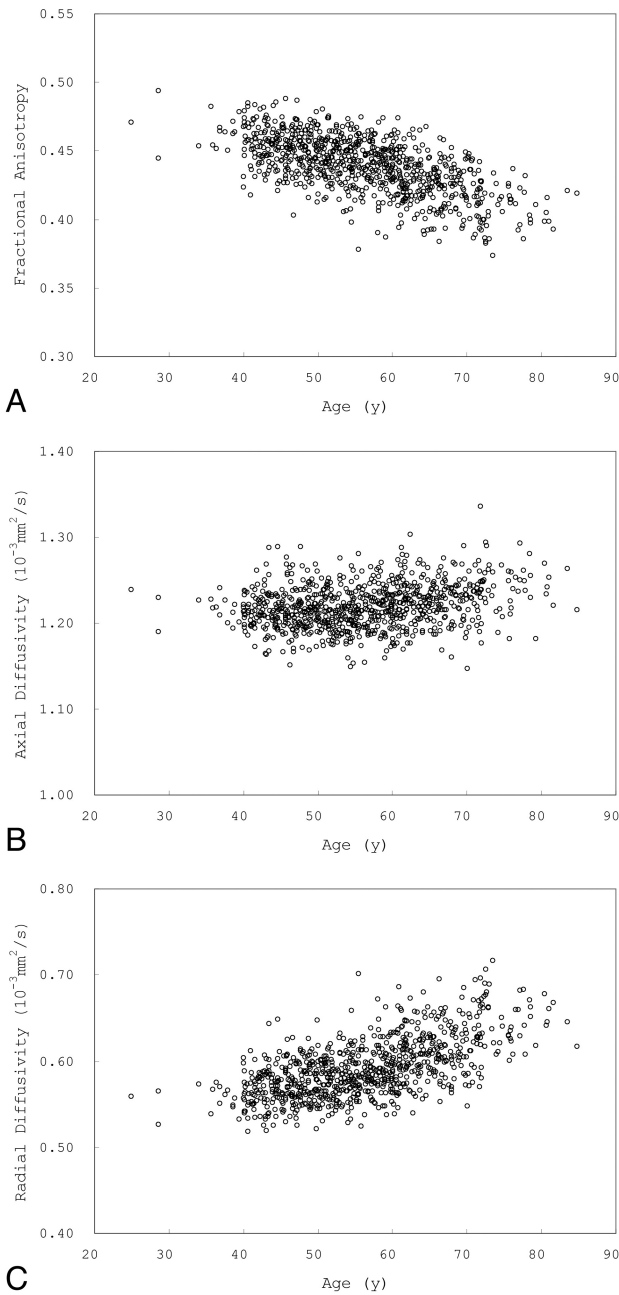 0.55
0.50
0.45
0.40
0.35
0.30
Fractional Anisotropy
20 30 40 50 60 70 80 90
Age (y)
A
1.40
1.30
1.20
1.10
1.00
Axial Diffusivity (10⁻³mm²/s)
20 30 40 50 60 70 80 90
Age (y)
B
0.80
0.70
0.60
0.50
0.40
Radial Diffusivity (10⁻³mm²/s)
20 30 40 50 60 70 80 90
Age (y)
C